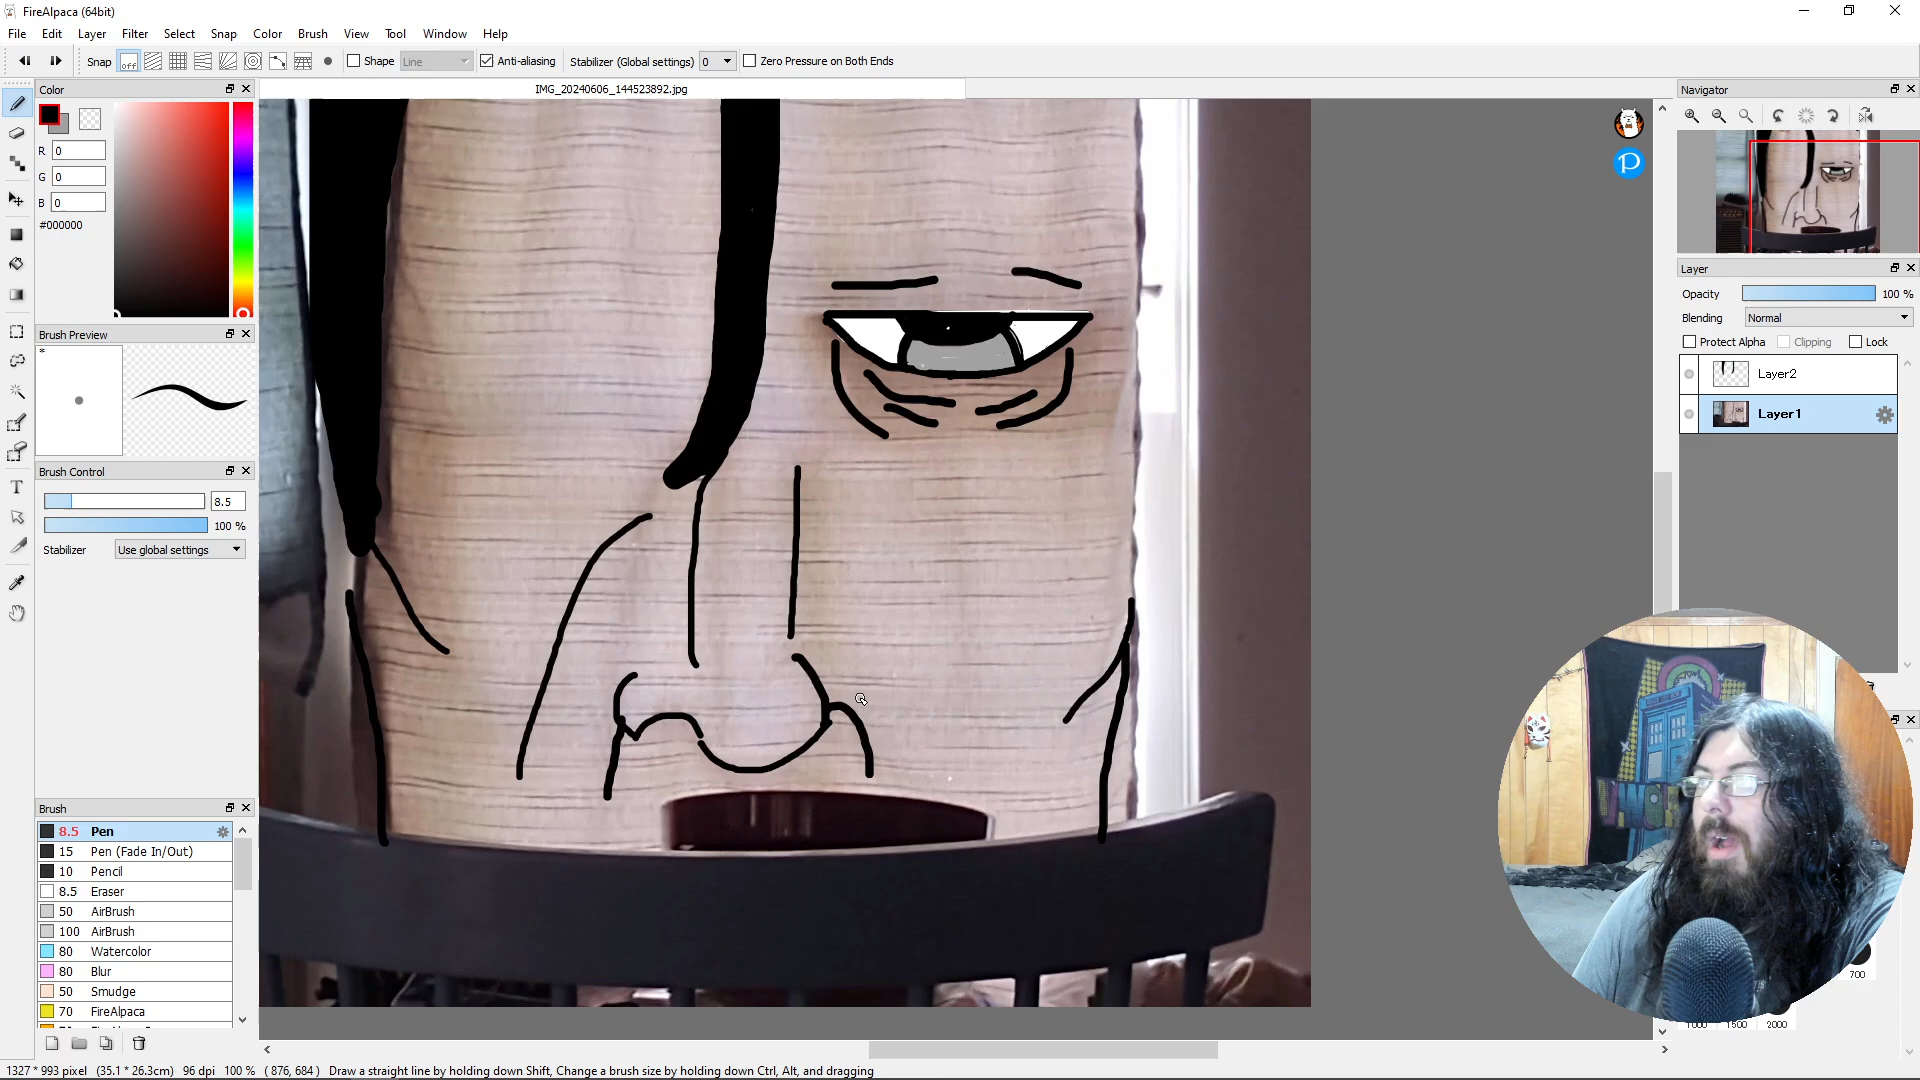 FireAlpaca (64bit)
File Edit Layer Filter Select Snap Color Brush View Tool Window Help
Snap off Shape Line Anti-aliasing Stabilizer (Global settings) 0 Zero Pressure on Both Ends
Color
IMG_20240606_144523892.jpg
Navigator
R 0
G 0
B 0
#000000
P
Layer
Opacity 100 %
Blending Normal
Protect Alpha Clipping Lock
Layer2
Layer1
Brush Preview
*
Brush Control
8.5
100 %
Stabilizer Use global settings
Brush
8.5 Pen
15 Pen (Fade In/Out)
10 Pencil
8.5 Eraser
50 AirBrush
100 AirBrush
80 Watercolor
80 Blur
50 Smudge
70 FireAlpaca
700
1000 1500 2000
1327 * 993 pixel (35.1 * 26.3cm) 96 dpi 100 % ( 876, 684 ) Draw a straight line by holding down Shift, Change a brush size by holding down Ctrl, Alt, and dragging